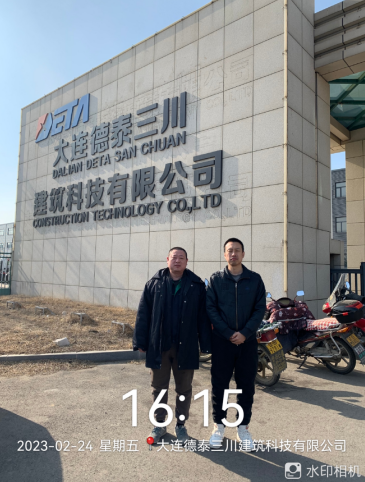 DETA
大连德泰三川
DALIAN DETA SAN CHUAN
建筑科技有限公司
CONSTRUCTION TECHNOLOGY CO,.LTD
16:15
2023-02-24 星期五 大连德泰三川建筑科技有限公司
水印相机